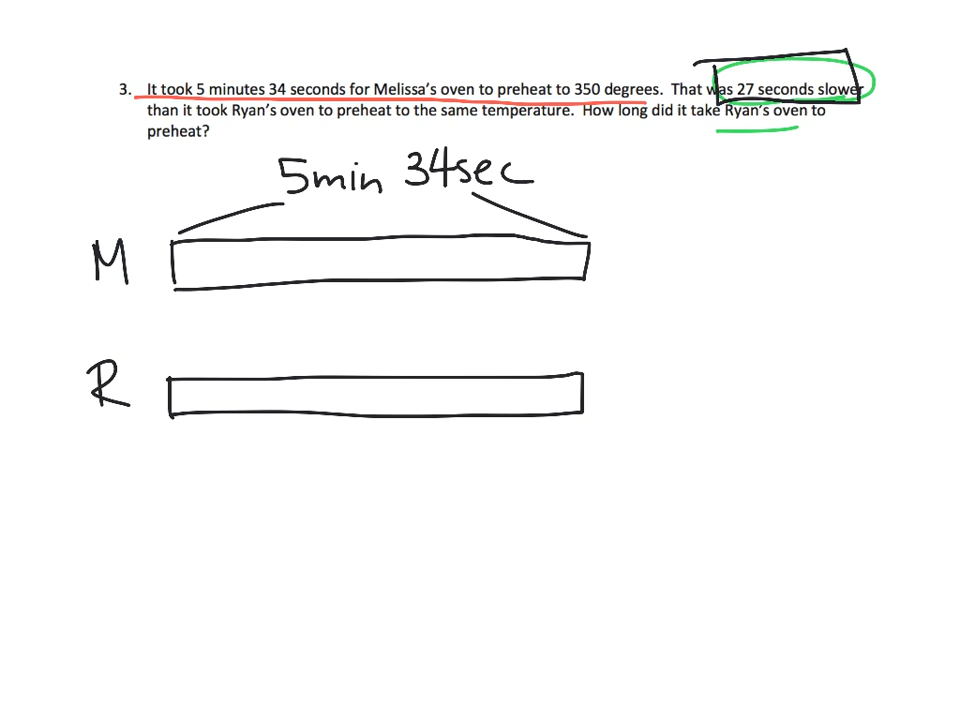 3. It took 5 minutes 34 seconds for Melissa's oven to preheat to 350 degrees. That was 27 seconds slower
than it took Ryan's oven to preheat to the same temperature. How long did it take Ryan's oven to
preheat?
5min 34sec
M
R